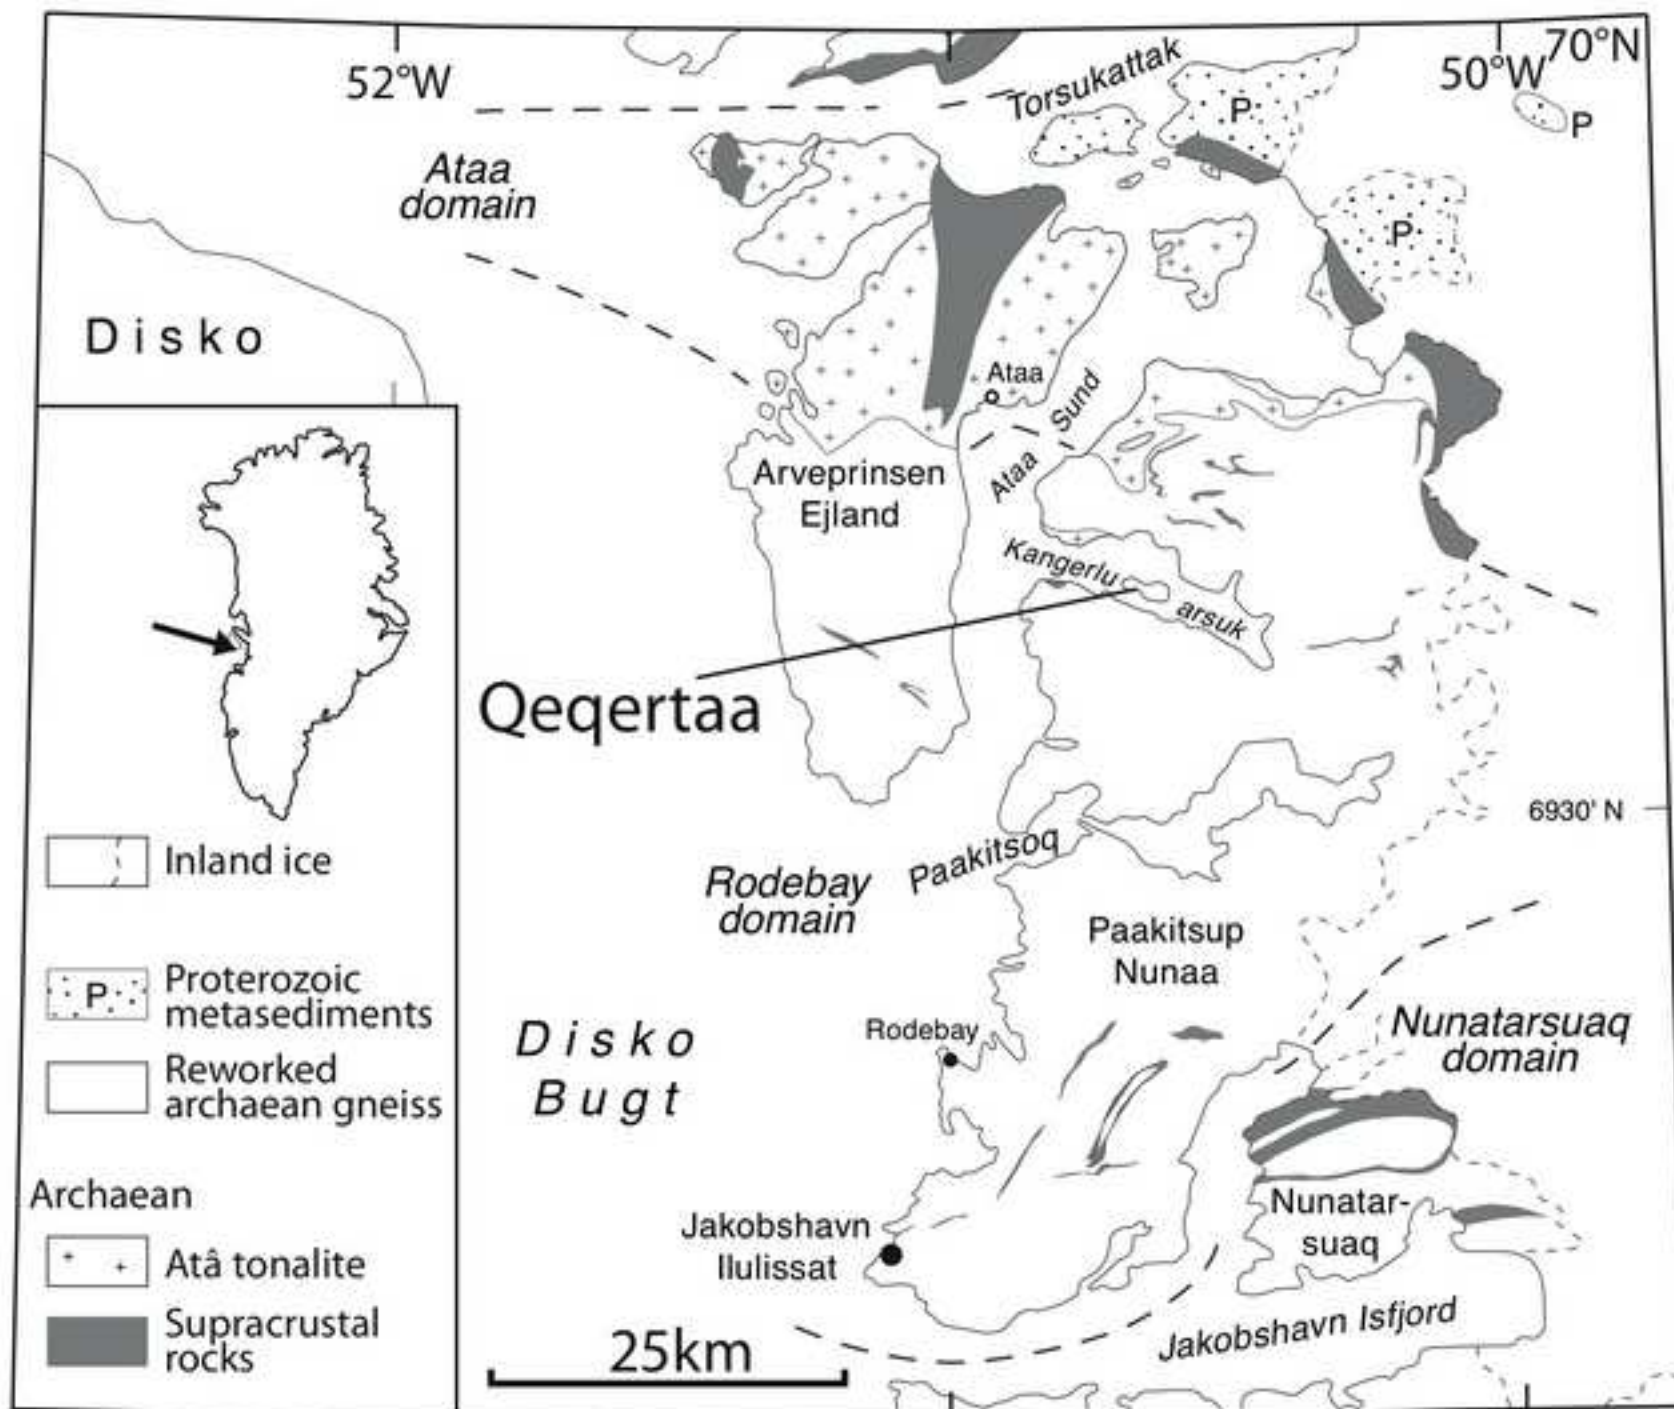 52°W
50°W
70°N
Torsukattak
P
P
P
Ataa
domain
Disko
Ataa
Ataa Sund
Arveprinsen
Ejland
Kangerlu
arsuk
Qeqertaa
6930' N
Paakitsoq
Rodebay
domain
Paakitsup
Nunaa
Disko
Bugt
Rodebay
Nunatarsuaq
domain
Nunatar-
suaq
Jakobshavn
Ilulissat
Jakobshavn Isfjord
25km
Inland ice
P
Proterozoic
metasediments
Reworked
archaean gneiss
Archaean
Atâ tonalite
Supracrustal
rocks